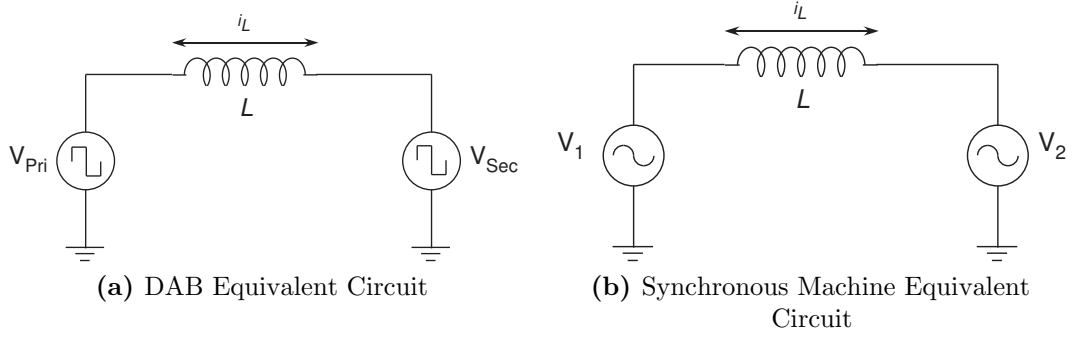 i_L
L
V_Pri
V_Sec
(a) DAB Equivalent Circuit
i_L
L
V_1
V_2
(b) Synchronous Machine Equivalent
Circuit